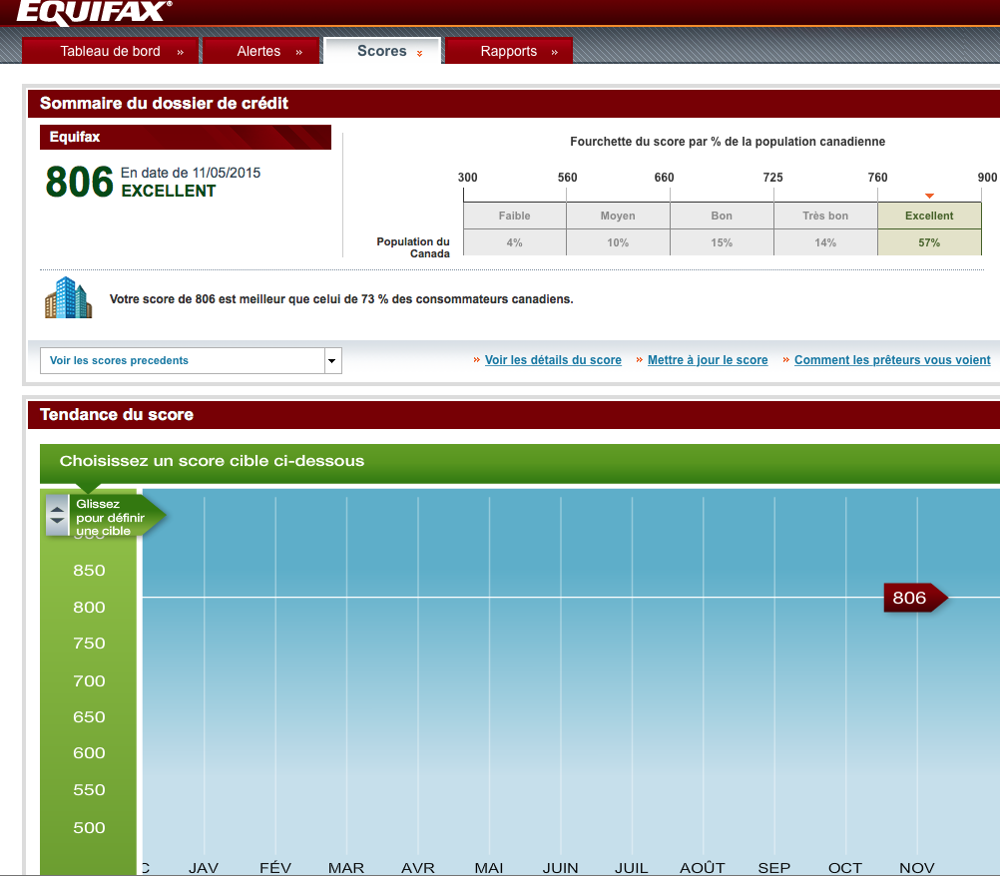 EQUIFAX®
Tableau de bord »
Alertes »
Scores
Rapports »
Sommaire du dossier de crédit
Equifax
806 En date de 11/05/2015
EXCELLENT
Fourchette du score par % de la population canadienne
300 560 660 725 760 900
Faible Moyen Bon Très bon Excellent
Population du
Canada
4% 10% 15% 14% 57%
Votre score de 806 est meilleur que celui de 73 % des consommateurs canadiens.
Voir les scores precedents
» Voir les détails du score » Mettre à jour le score » Comment les prêteurs vous voient
Tendance du score
Choisissez un score cible ci-dessous
Glissez
pour définir
une cible
850
806
800
750
700
650
600
550
500
C JAV FÉV MAR AVR MAI JUIN JUIL AOÛT SEP OCT NOV